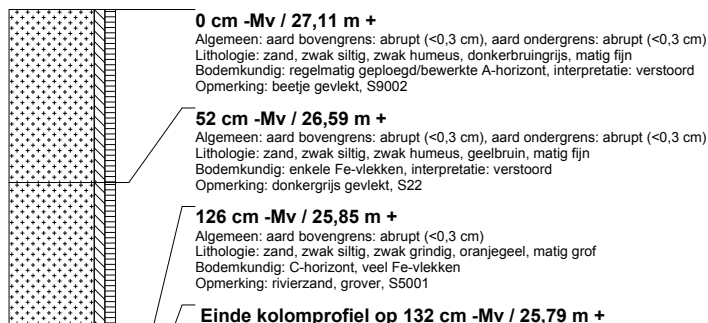 0 cm -Mv / 27,11 m +
Algemeen: aard bovengrens: abrupt (<0,3 cm), aard ondergrens: abrupt (<0,3 cm)
Lithologie: zand, zwak siltig, zwak humeus, donkerbruingrijs, matig fijn
Bodemkundig: regelmatig geploegd/bewerkte A-horizont, interpretatie: verstoord
Opmerking: beetje gevlekt, S9002
52 cm -Mv / 26,59 m +
Algemeen: aard bovengrens: abrupt (<0,3 cm), aard ondergrens: abrupt (<0,3 cm)
Lithologie: zand, zwak siltig, zwak humeus, geelbruin, matig fijn
Bodemkundig: enkele Fe-vlekken, interpretatie: verstoord
Opmerking: donkergrijs gevlekt, S22
126 cm -Mv / 25,85 m +
Algemeen: aard bovengrens: abrupt (<0,3 cm)
Lithologie: zand, zwak siltig, zwak grindig, oranjegeel, matig grof
Bodemkundig: C-horizont, veel Fe-vlekken
Opmerking: rivierzand, grover, S5001
Einde kolomprofiel op 132 cm -Mv / 25,79 m +